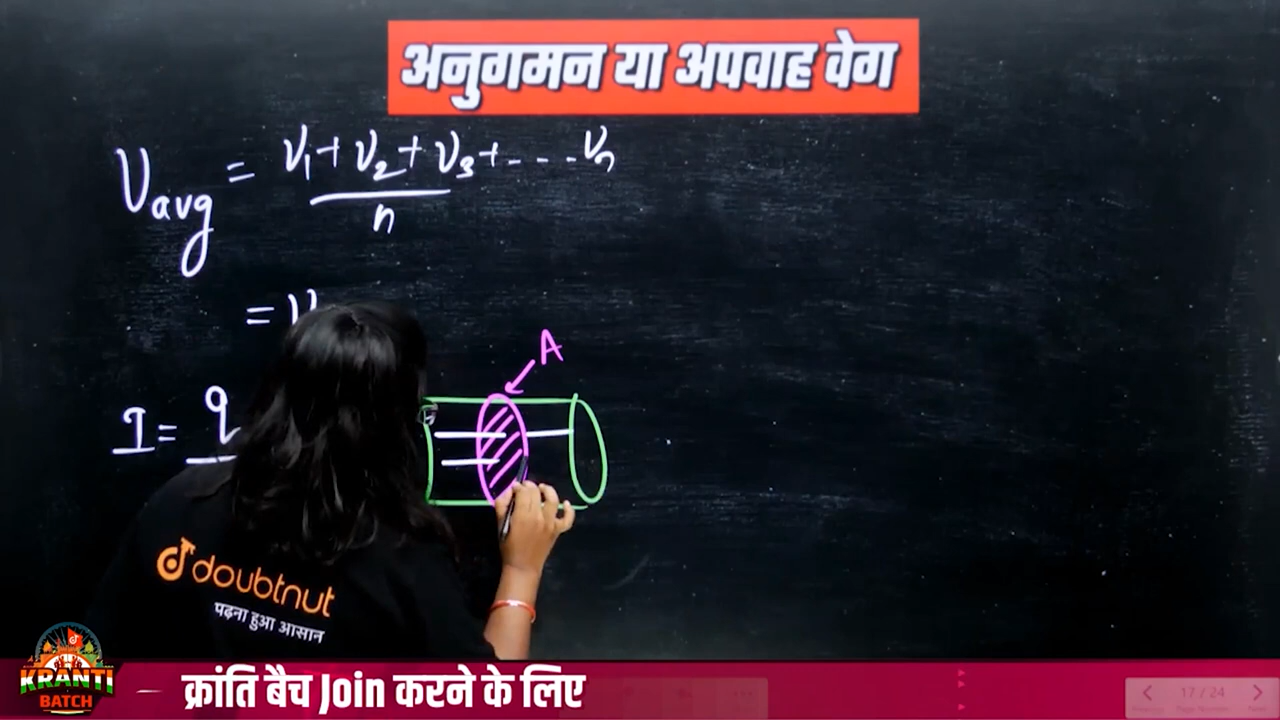 अनुगमन या अपवाह वेग
Vavg = V1 + V2 + V3 + - - - Vn
n
= V
A
I = q
doubtnut
पढ़ना हुआ आसान
KRANTI
BATCH
क्रांति बैच Join करने के लिए
17 / 24